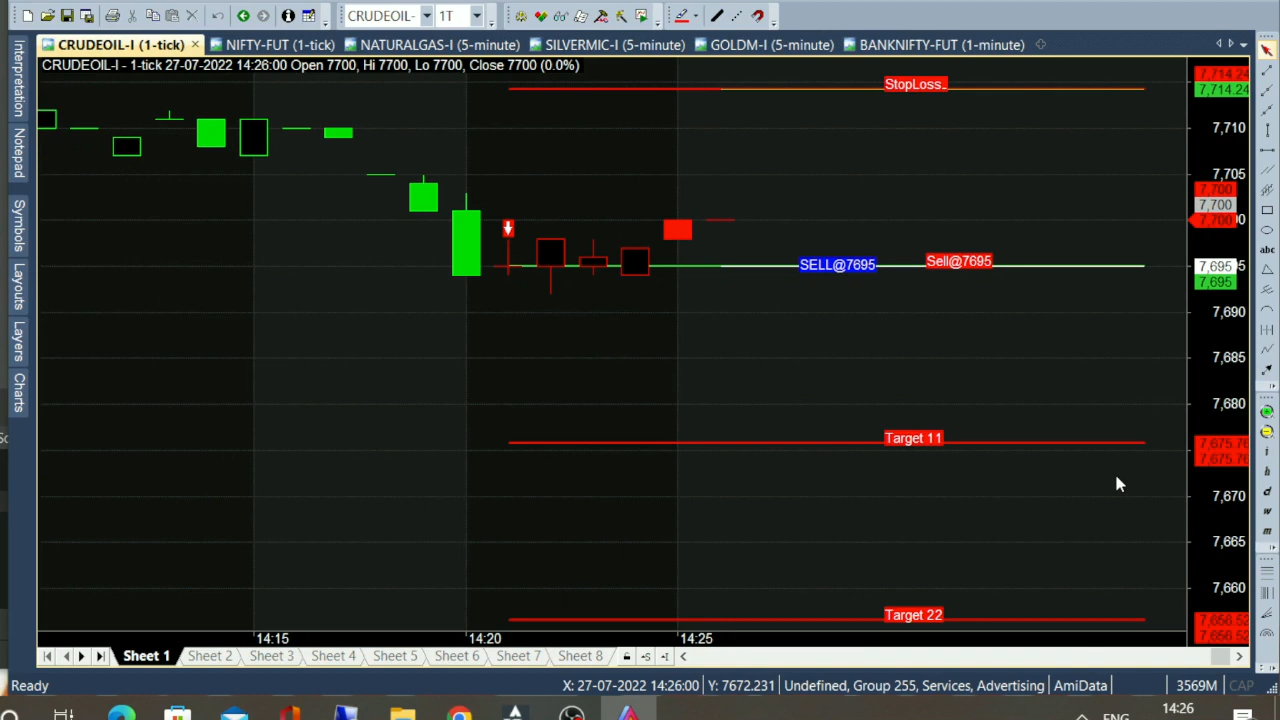 CRUDEOIL- 1T
CRUDEOIL-I (1-tick) × NIFTY-FUT (1-tick) NATURALGAS-I (5-minute) SILVERMIC-I (5-minute) GOLDM-I (5-minute) BANKNIFTY-FUT (1-minute)
CRUDEOIL-I - 1-tick 27-07-2022 14:26:00 Open 7700, Hi 7700, Lo 7700, Close 7700 (0.0%)
Interpretation
Notepad
Symbols
Layouts
Layers
Charts
StopLoss_
7,714.24
7,714.24
7,710
7,705
7,700
7,700
7,700
SELL@7695
Sell@7695
7,695
7,695
7,690
7,685
7,680
Target 11
7,675.76
7,675.76
7,670
7,665
7,660
Target 22
7,656.52
7,656.52
14:15 14:20 14:25
abc
i
h
d
w
m
Sheet 1 Sheet 2 Sheet 3 Sheet 4 Sheet 5 Sheet 6 Sheet 7 Sheet 8
Ready X: 27-07-2022 14:26:00 Y: 7672.231 Undefined, Group 255, Services, Advertising AmiData 3569M CAP
ENG 14:26